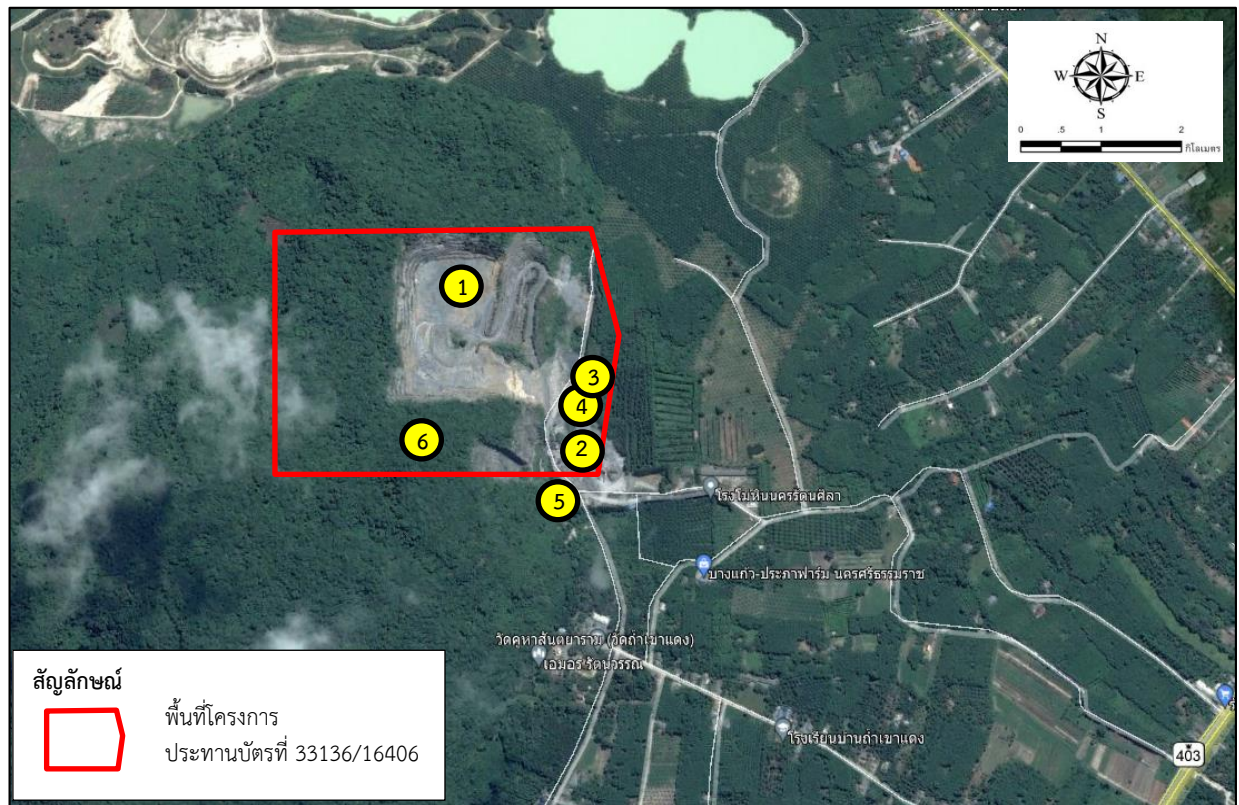 N
W E
S
0 .5 1 2
กิโลเมตร
1
3
4
6
2
5
โรงโม่หินนครรัตนศิลา
บางแก้ว-ประภาฟาร์ม นครศรีธรรมราช
วัดคูหาสันตยาราม (วัดถ้ำเขาแดง)
เอมอร รัตนวรรณ
โรงเรียนบ้านถ้ำเขาแดง
403
สัญลักษณ์
พื้นที่โครงการ
ประทานบัตรที่ 33136/16406